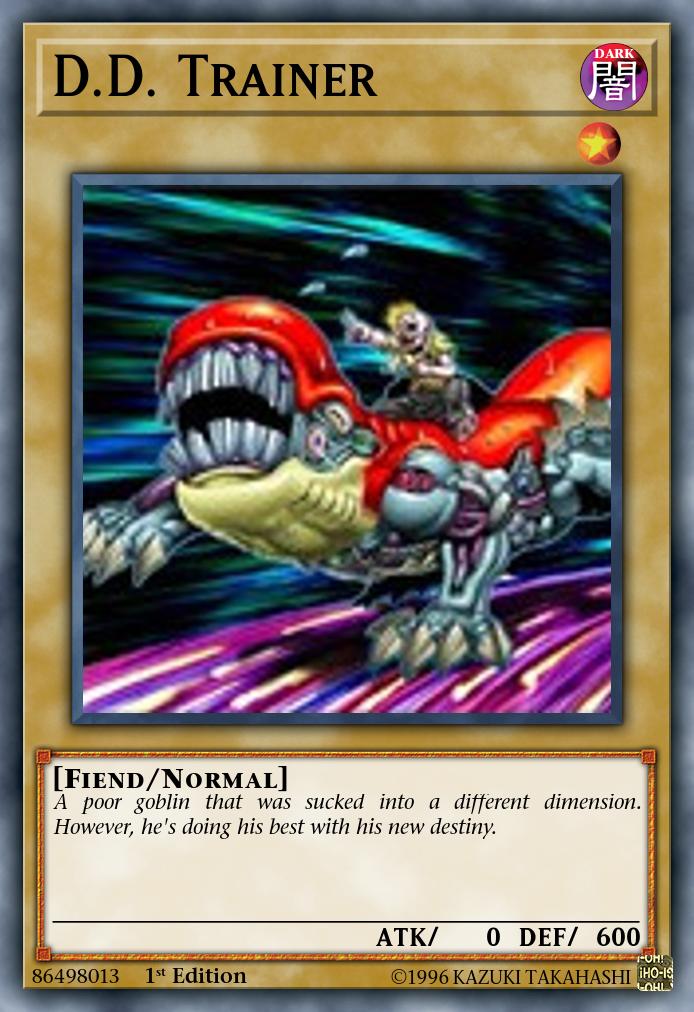 D.D. TRAINER
DARK
闇
[FIEND/NORMAL]
A poor goblin that was sucked into a different dimension.
However, he's doing his best with his new destiny.
ATK/ 0 DEF/ 600
86498013 1st Edition ©1996 KAZUKI TAKAHASHI